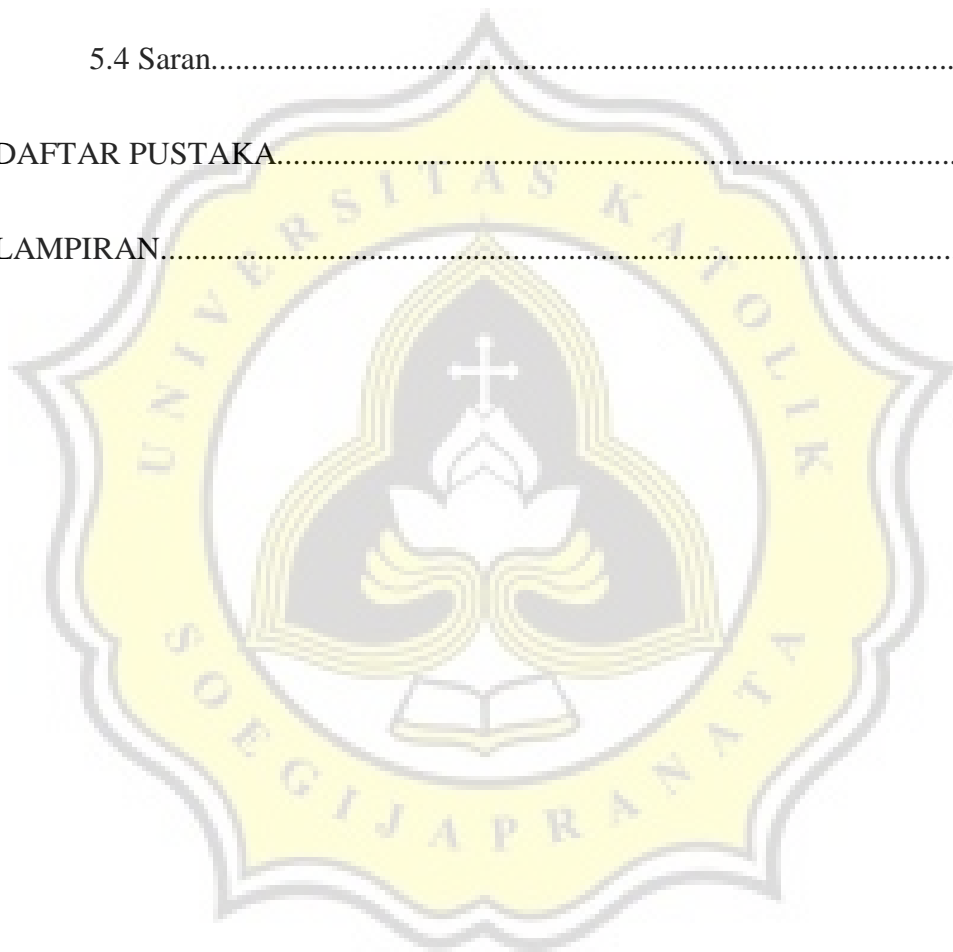 5.4 Saran............................................................................................
DAFTAR PUSTAKA....................................................................................
LAMPIRAN..................................................................................................
UNIVERSITAS KATOLIK
SOEGIJAPRANATA